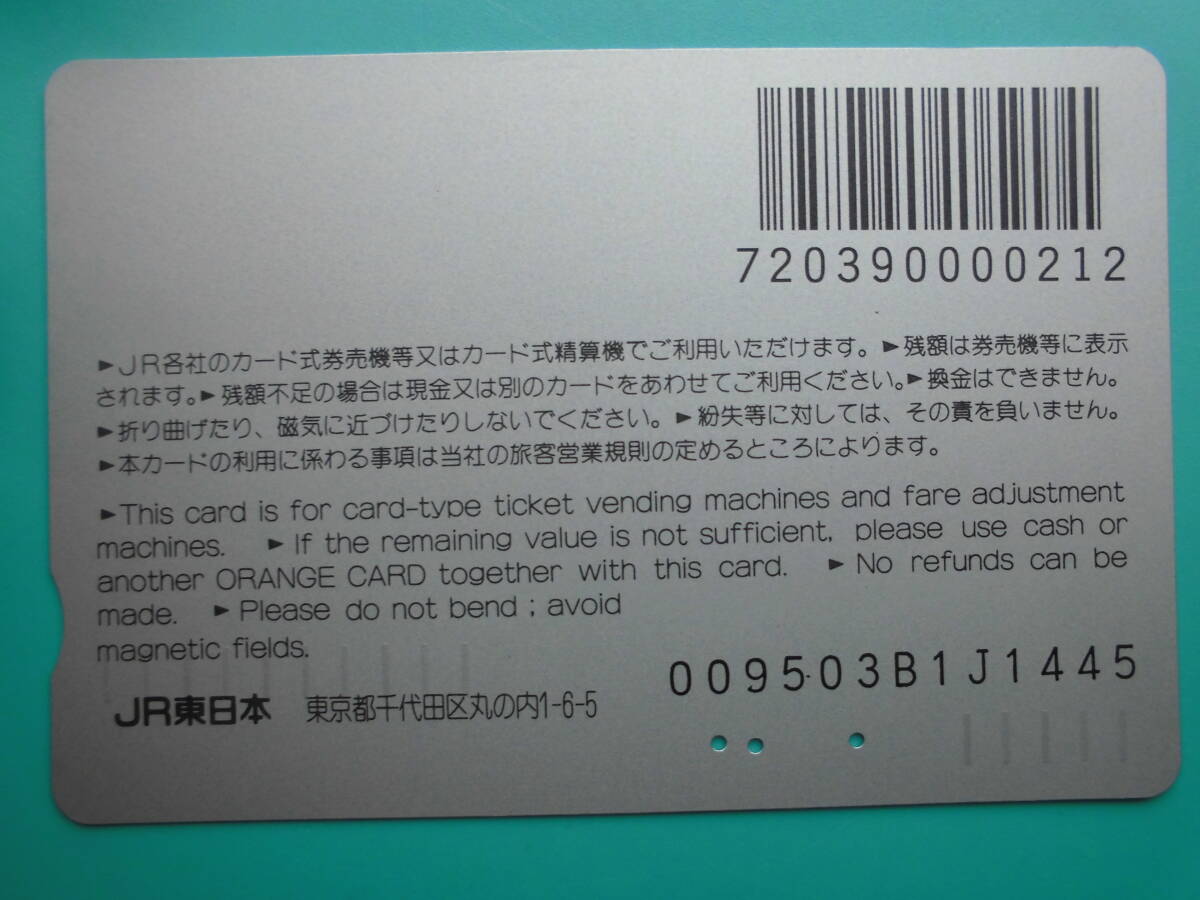 720390000212
►JR各社のカード式券売機等又はカード式精算機でご利用いただけます。►残額は券売機等に表示
されます。►残額不足の場合は現金又は別のカードをあわせてご利用ください。►換金はできません。
►折り曲げたり、磁気に近づけたりしないでください。►紛失等に対しては、その責を負いません。
►本カードの利用に係わる事項は当社の旅客営業規則の定めるところによります。
►This card is for card-type ticket vending machines and fare adjustment
machines. ►If the remaining value is not sufficient, please use cash or
another ORANGE CARD together with this card. ►No refunds can be
made. ►Please do not bend ; avoid
magnetic fields.
009503B1J1445
JR東日本 東京都千代田区丸の内1-6-5